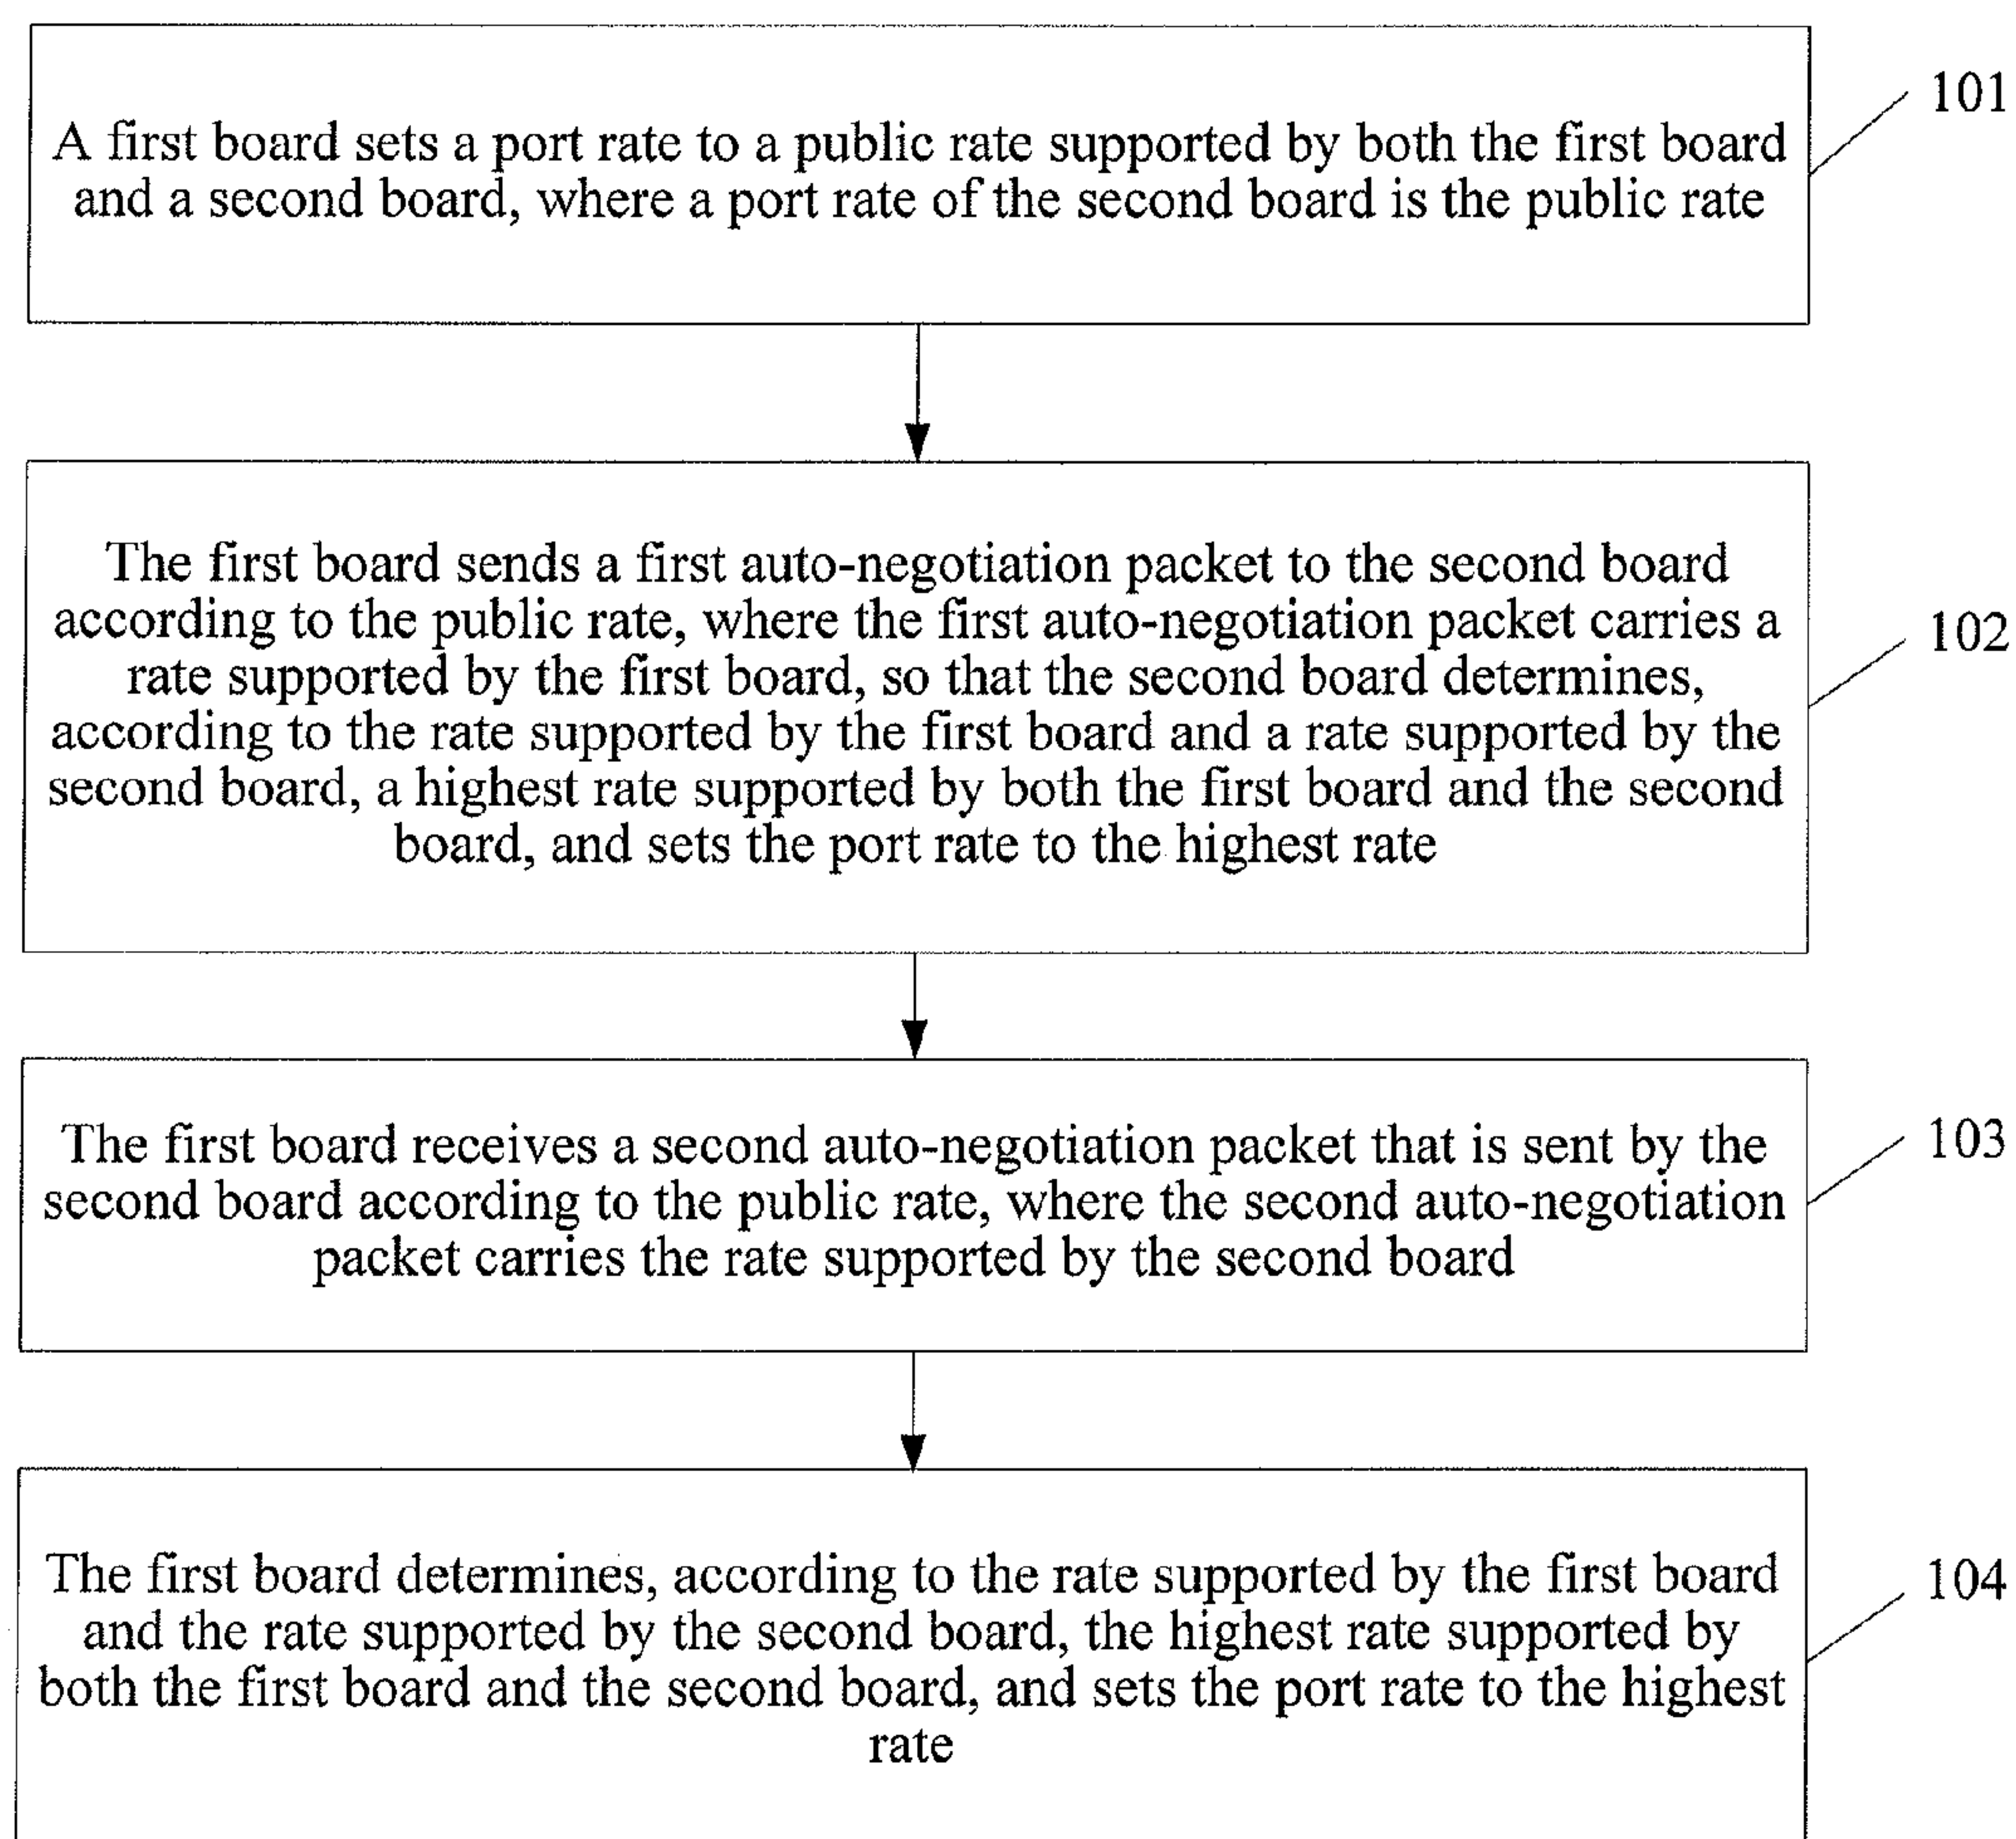 A first board sets a port rate to a public rate supported by both the first board
and a second board, where a port rate of the second board is the public rate
101
The first board sends a first auto-negotiation packet to the second board
according to the public rate, where the first auto-negotiation packet carries a
rate supported by the first board, so that the second board determines,
according to the rate supported by the first board and a rate supported by the
second board, a highest rate supported by both the first board and the second
board, and sets the port rate to the highest rate
102
The first board receives a second auto-negotiation packet that is sent by the
second board according to the public rate, where the second auto-negotiation
packet carries the rate supported by the second board
103
The first board determines, according to the rate supported by the first board
and the rate supported by the second board, the highest rate supported by
both the first board and the second board, and sets the port rate to the highest
rate
104